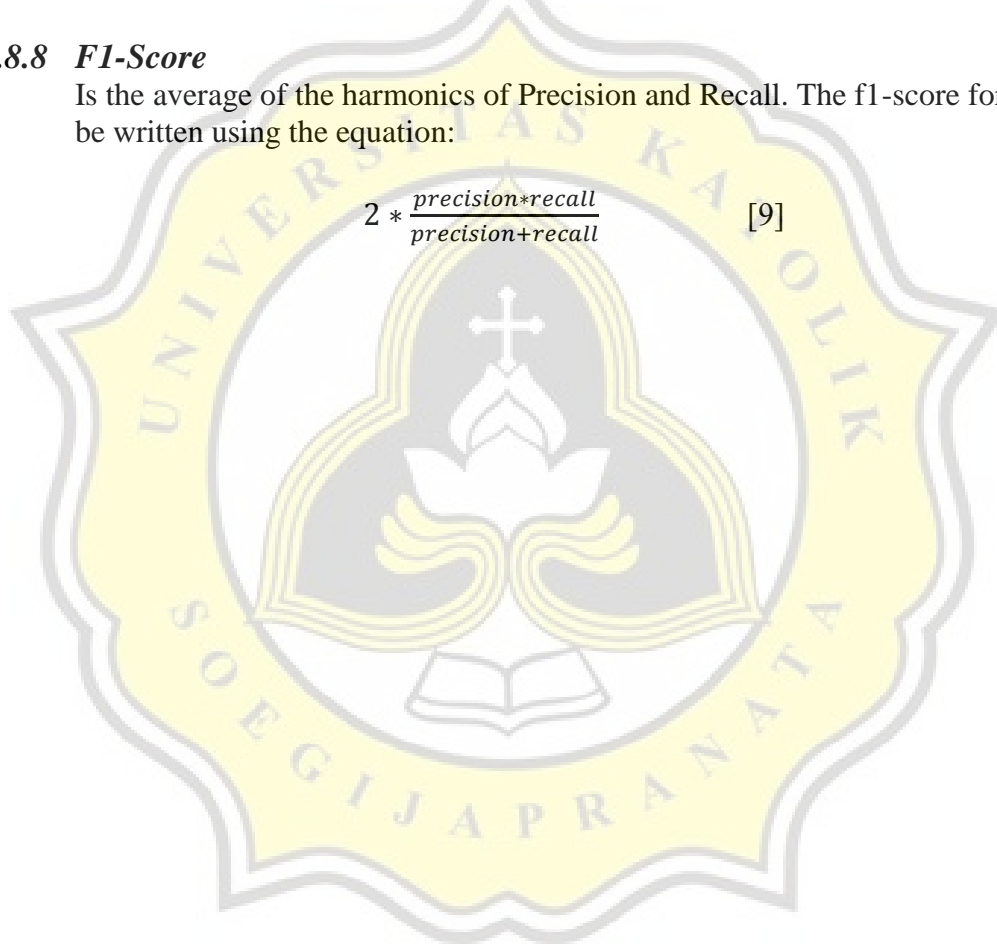 .8.8 F1-Score
Is the average of the harmonics of Precision and Recall. The f1-score
be written using the equation:
2 * precision*recall / precision+recall [9]
UNIVERSITAS KATOLIK
SOEGIJAPRANATA